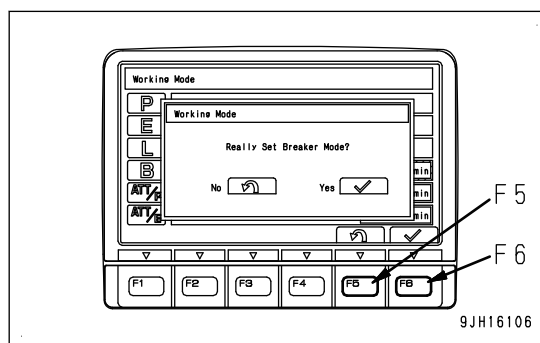 Working Mode
P
Working Mode
E
Really Set Breaker Mode?
L
B
min
No
Yes
ATT/P
min
ATT/E
min
F5
F6
F1 F2 F3 F4 F5 F6
9JH16106